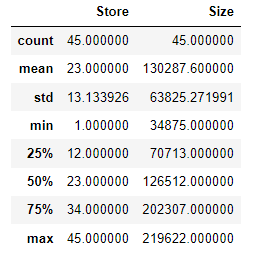 Store Size
count 45.000000 45.000000
mean 23.000000 130287.600000
std 13.133926 63825.271991
min 1.000000 34875.000000
25% 12.000000 70713.000000
50% 23.000000 126512.000000
75% 34.000000 202307.000000
max 45.000000 219622.000000